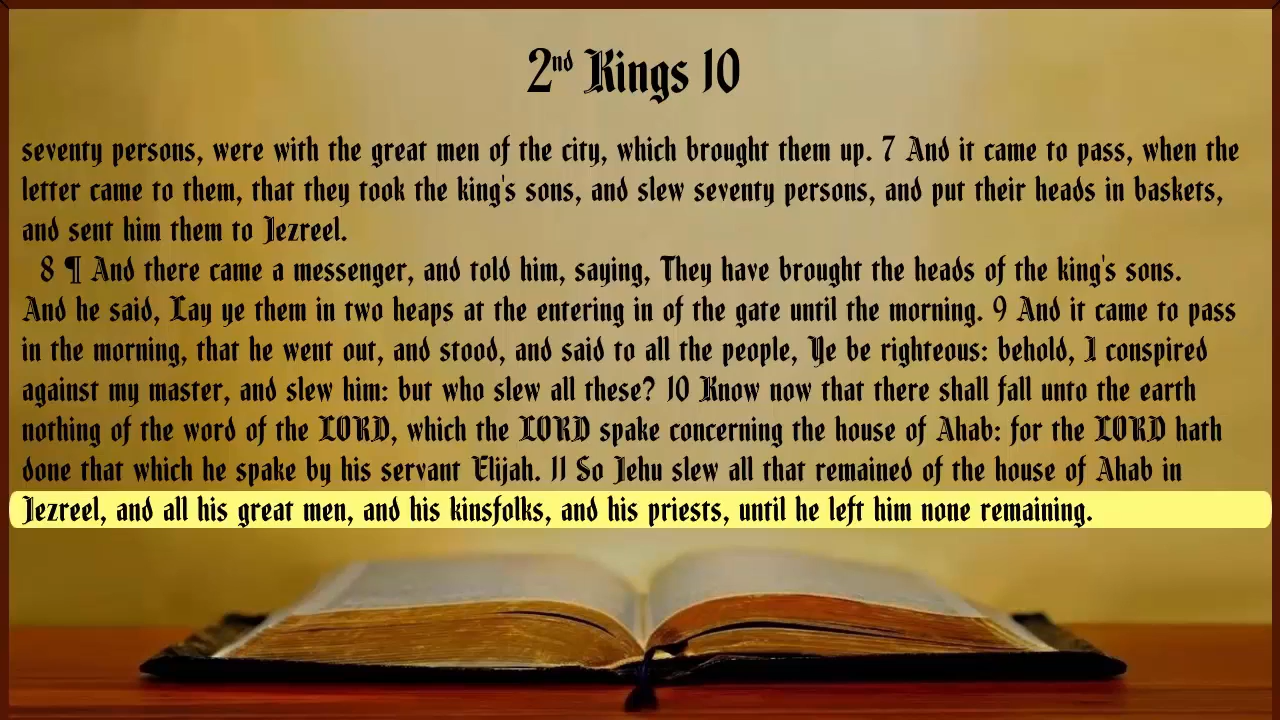 2nd Kings 10
seventy persons, were with the great men of the city, which brought them up. 7 And it came to pass, when the
letter came to them, that they took the king's sons, and slew seventy persons, and put their heads in baskets,
and sent him them to Jezreel.
8 ¶ And there came a messenger, and told him, saying, They have brought the heads of the king's sons.
And he said, Lay ye them in two heaps at the entering in of the gate until the morning. 9 And it came to pass
in the morning, that he went out, and stood, and said to all the people, Ye be righteous: behold, I conspired
against my master, and slew him: but who slew all these? 10 Know now that there shall fall unto the earth
nothing of the word of the LORD, which the LORD spake concerning the house of Ahab: for the LORD hath
done that which he spake by his servant Elijah. 11 So Jehu slew all that remained of the house of Ahab in
Jezreel, and all his great men, and his kinsfolks, and his priests, until he left him none remaining.